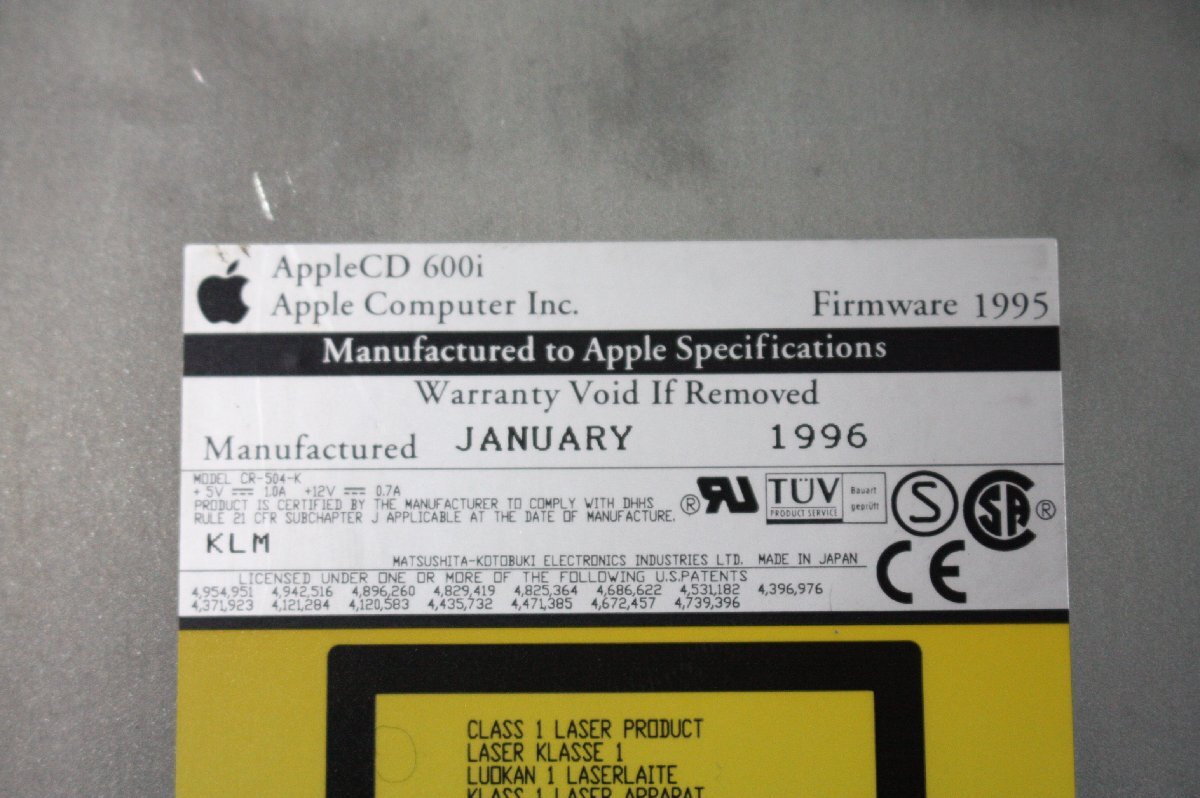 AppleCD 600i
Apple Computer Inc. Firmware 1995
Manufactured to Apple Specifications
Warranty Void If Removed
Manufactured JANUARY 1996
MODEL CR-504-K
+5V 1.0A +12V 0.7A
PRODUCT IS CERTIFIED BY THE MANUFACTURER TO COMPLY WITH DHHS
RULE 21 CFR SUBCHAPTER J APPLICABLE AT THE DATE OF MANUFACTURE.
KLM
® RU
TÜV
PRODUCT SERVICE
Bauart
geprüft
S
SA ®
CE
MATSUSHITA-KOTOBUKI ELECTRONICS INDUSTRIES LTD. MADE IN JAPAN
LICENSED UNDER ONE OR MORE OF THE FOLLOWING U.S.PATENTS
4,954,951 4,942,516 4,896,260 4,829,419 4,825,364 4,686,622 4,531,182 4,396,976
4,371,923 4,121,284 4,120,583 4,435,732 4,471,385 4,672,457 4,739,396
CLASS 1 LASER PRODUCT
LASER KLASSE 1
LUOKAN 1 LASERLAITE
KLASS 1 LASER APPARAT